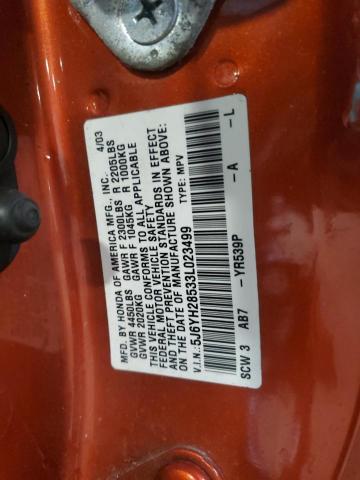 MFD. BY HONDA OF AMERICA MFG., INC. 4/03
GVWR 4450LBS GAWR F 2300LBS R 2205LBS
GVWR 2020KG GAWR F 1045KG R 1000KG
THIS VEHICLE CONFORMS TO ALL APPLICABLE
FEDERAL MOTOR VEHICLE SAFETY
AND THEFT PREVENTION STANDARDS IN EFFECT
ON THE DATE OF MANUFACTURE SHOWN ABOVE.
V.I.N.: 5J6YH28533L023499 TYPE: MPV
SCW 3 AB7 - YR539P - A - L